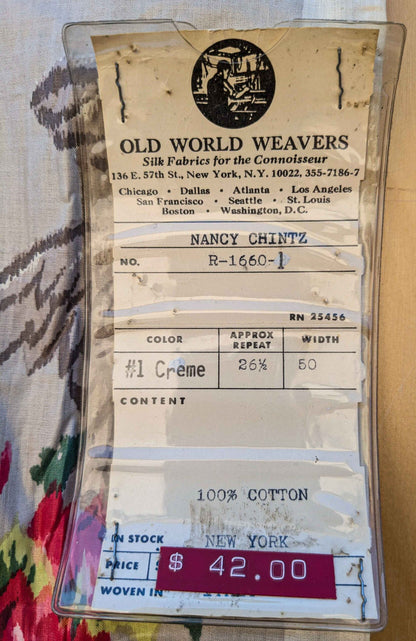 OLD WORLD WEAVERS
Silk Fabrics for the Connoisseur
136 E. 57th St., New York, N.Y. 10022, 355-7186-7
Chicago • Dallas • Atlanta • Los Angeles
San Francisco • Seattle • St. Louis
Boston • Washington, D.C.
NANCY CHINTZ
NO. R-1660-1
RN 25456
COLOR APPROX REPEAT WIDTH
#1 Creme 26½ 50
CONTENT
100% COTTON
IN STOCK NEW YORK
PRICE $ $ 42.00
WOVEN IN